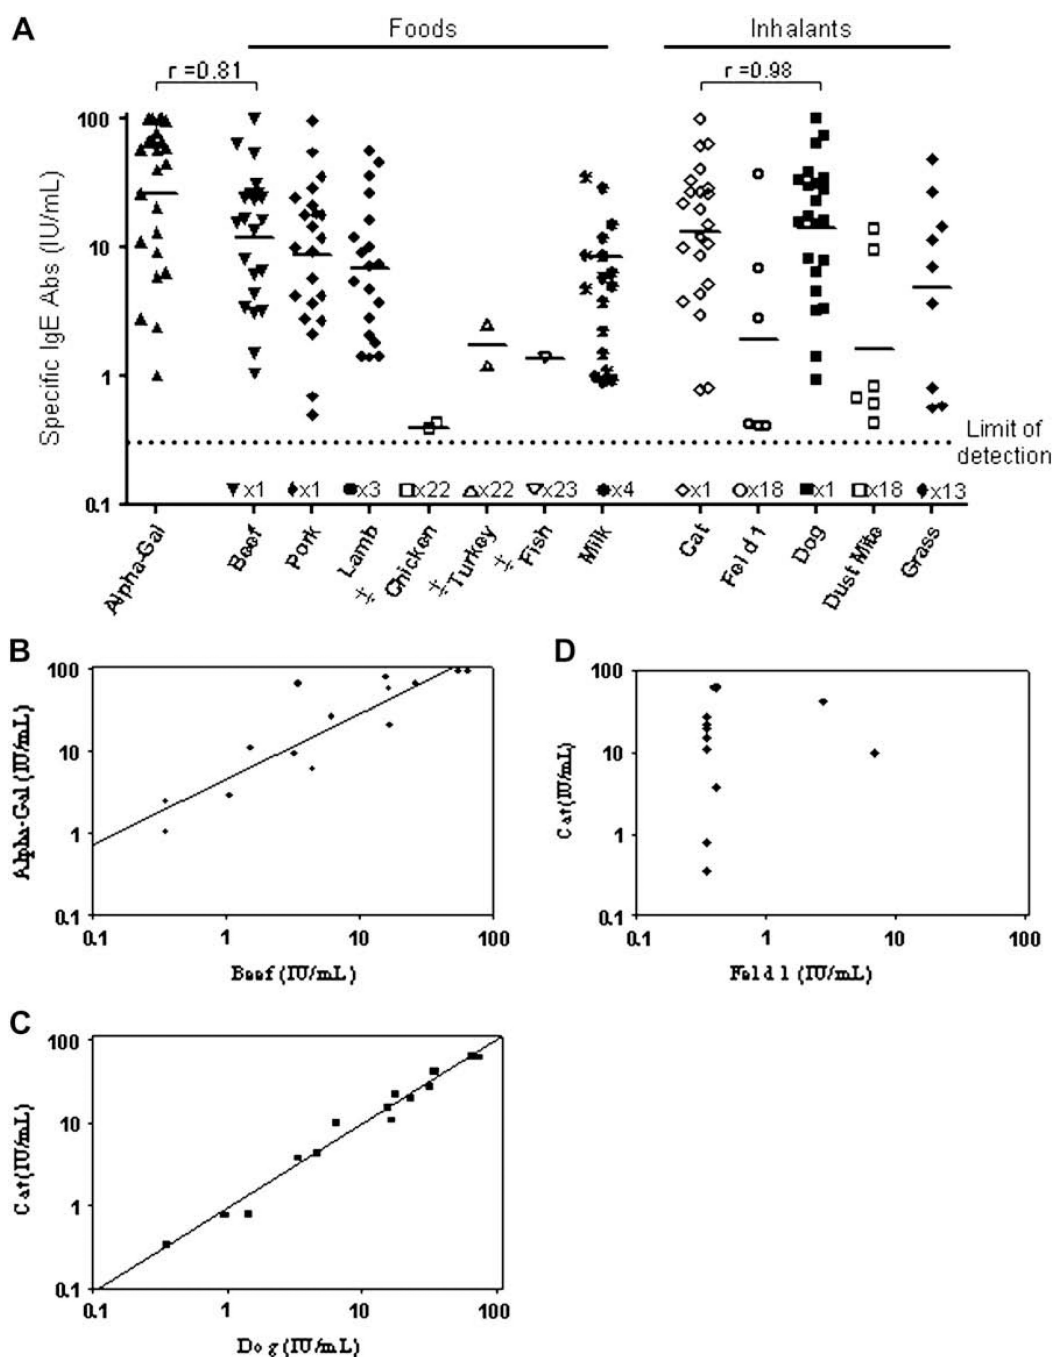 A
Foods
Inhalants
r =0.81
r =0.98
Specific IgE Abs (IU/mL)
100
10
1
0.1
Limit of
detection
x1
x1
x3
x22
x22
x23
x4
x1
x18
x1
x18
x13
Alpha-Gal
Beef
Pork
Lamb
Chicken
Turkey
Fish
Milk
Cat
Fel d 1
Dog
Dust Mite
Grass
B
Alpha-Gal (IU/mL)
100
10
1
0.1
0.1
1
10
100
Beef (IU/mL)
D
Cat (IU/mL)
100
10
1
0.1
0.1
1
10
100
Fel d 1 (IU/mL)
C
Cat (IU/mL)
100
10
1
0.1
0.1
1
10
100
Dog (IU/mL)